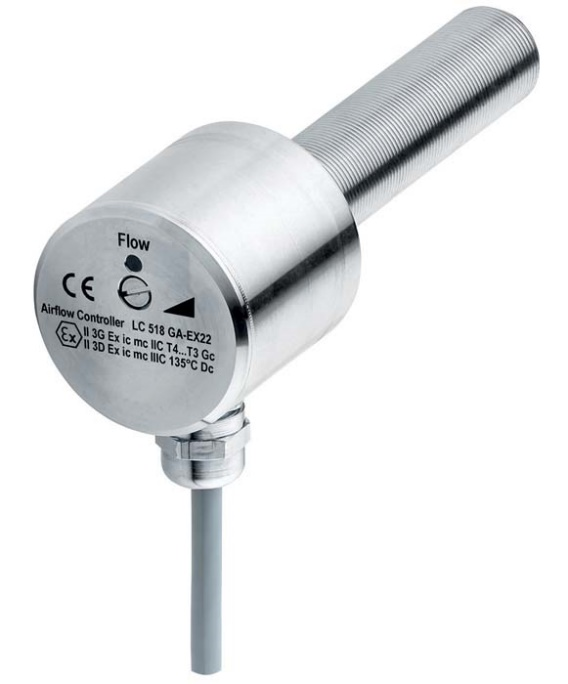 Flow
CE
Airflow Controller LC 518 GA-EX22
Ex II 3G Ex ic mc IIC T4...T3 Gc
II 3D Ex ic mc IIIC 135°C Dc